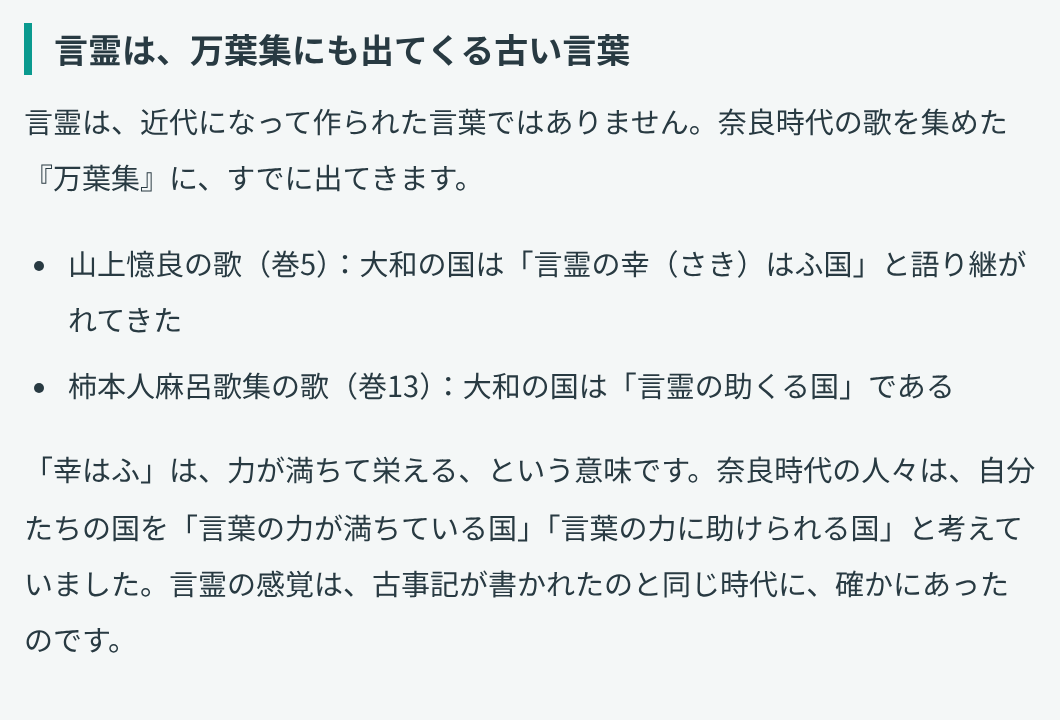 言霊は、万葉集にも出てくる古い言葉
言霊は、近代になって作られた言葉ではありません。奈良時代の歌を集めた
『万葉集』に、すでに出てきます。
• 山上憶良の歌（巻5）：大和の国は「言霊の幸（さき）はふ国」と語り継が
れてきた
• 柿本人麻呂歌集の歌（巻13）：大和の国は「言霊の助くる国」である
「幸はふ」は、力が満ちて栄える、という意味です。奈良時代の人々は、自分
たちの国を「言葉の力が満ちている国」「言葉の力に助けられる国」と考えて
いました。言霊の感覚は、古事記が書かれたのと同じ時代に、確かにあった
のです。